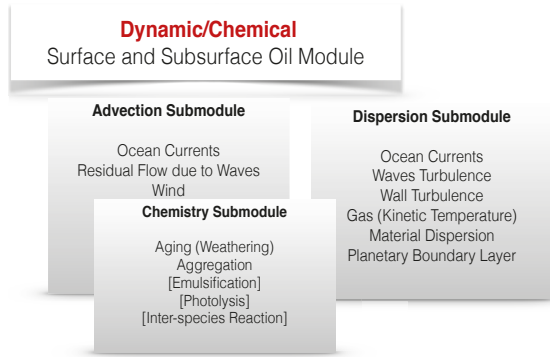 Dynamic/Chemical
Surface and Subsurface Oil Module
Advection Submodule
Ocean Currents
Residual Flow due to Waves
Wind
Chemistry Submodule
Aging (Weathering)
Aggregation
[Emulsification]
[Photolysis]
[Inter-species Reaction]
Dispersion Submodule
Ocean Currents
Waves Turbulence
Wall Turbulence
Gas (Kinetic Temperature)
Material Dispersion
Planetary Boundary Layer